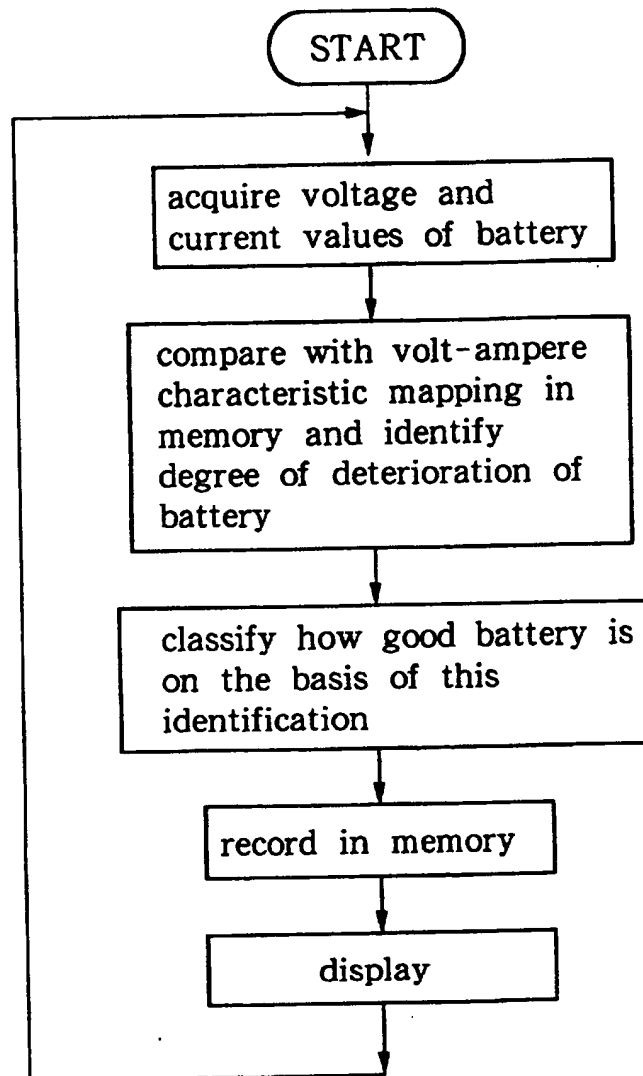 START
acquire voltage and
current values of battery
compare with volt-ampere
characteristic mapping in
memory and identify
degree of deterioration of
battery
classify how good battery is
on the basis of this
identification
record in memory
display